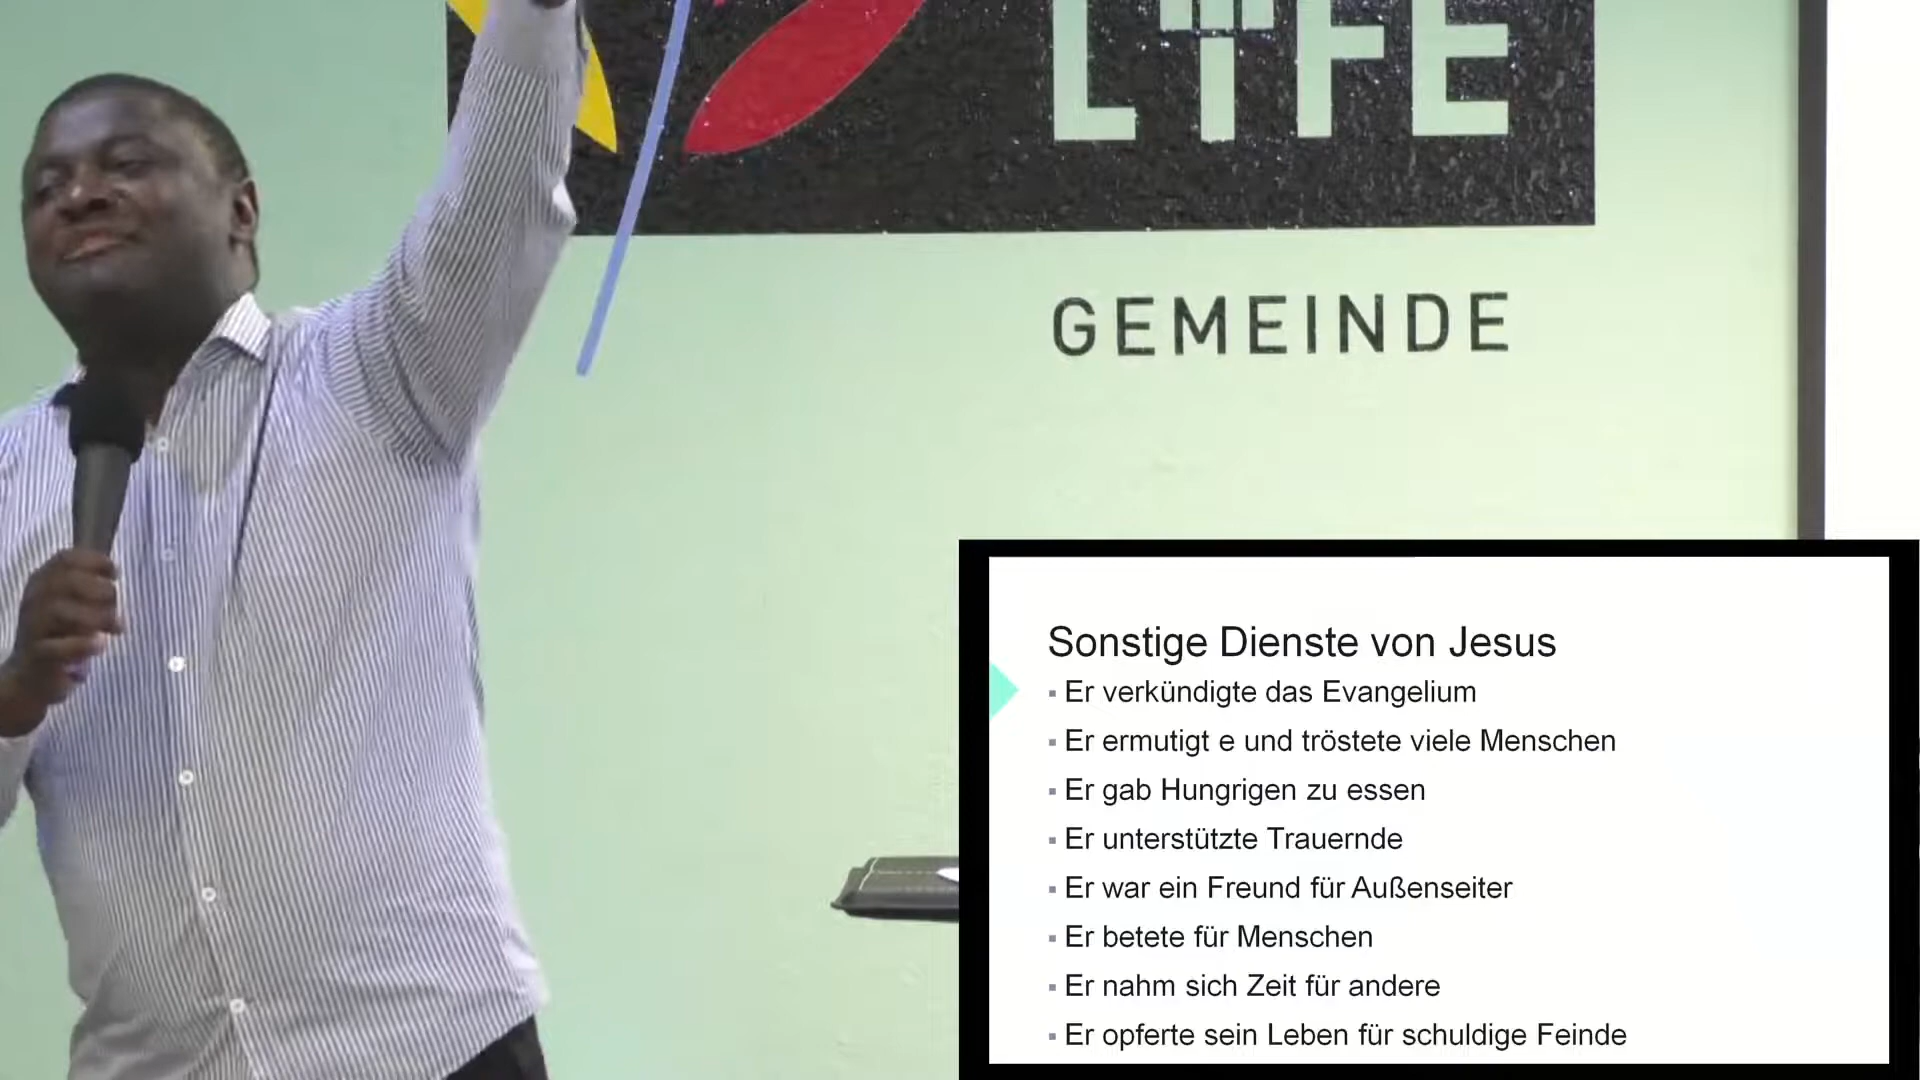 LIFE
GEMEINDE
Sonstige Dienste von Jesus
▪ Er verkündigte das Evangelium
▪ Er ermutigt e und tröstete viele Menschen
▪ Er gab Hungrigen zu essen
▪ Er unterstützte Trauernde
▪ Er war ein Freund für Außenseiter
▪ Er betete für Menschen
▪ Er nahm sich Zeit für andere
▪ Er opferte sein Leben für schuldige Feinde